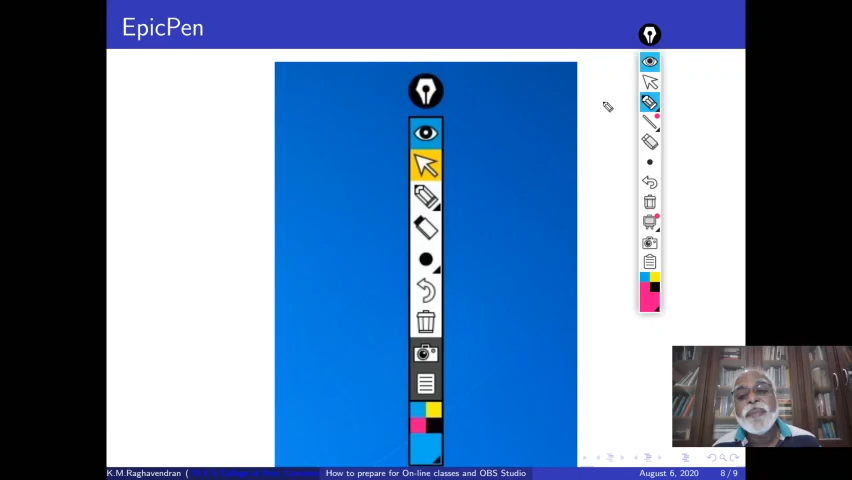 EpicPen
K.M.Raghavendran (
How to prepare for On-line classes and OBS Studio
August 6, 2020
8 / 9